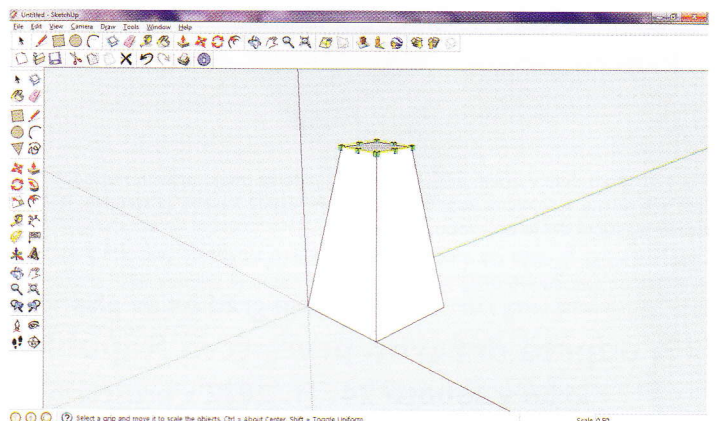 Untitled - SketchUp
File Edit View Camera Draw Tools Window Help
Select a grip and move it to scale the objects. Ctrl = About Center, Shift = Toggle Uniform.
Scale 0.50